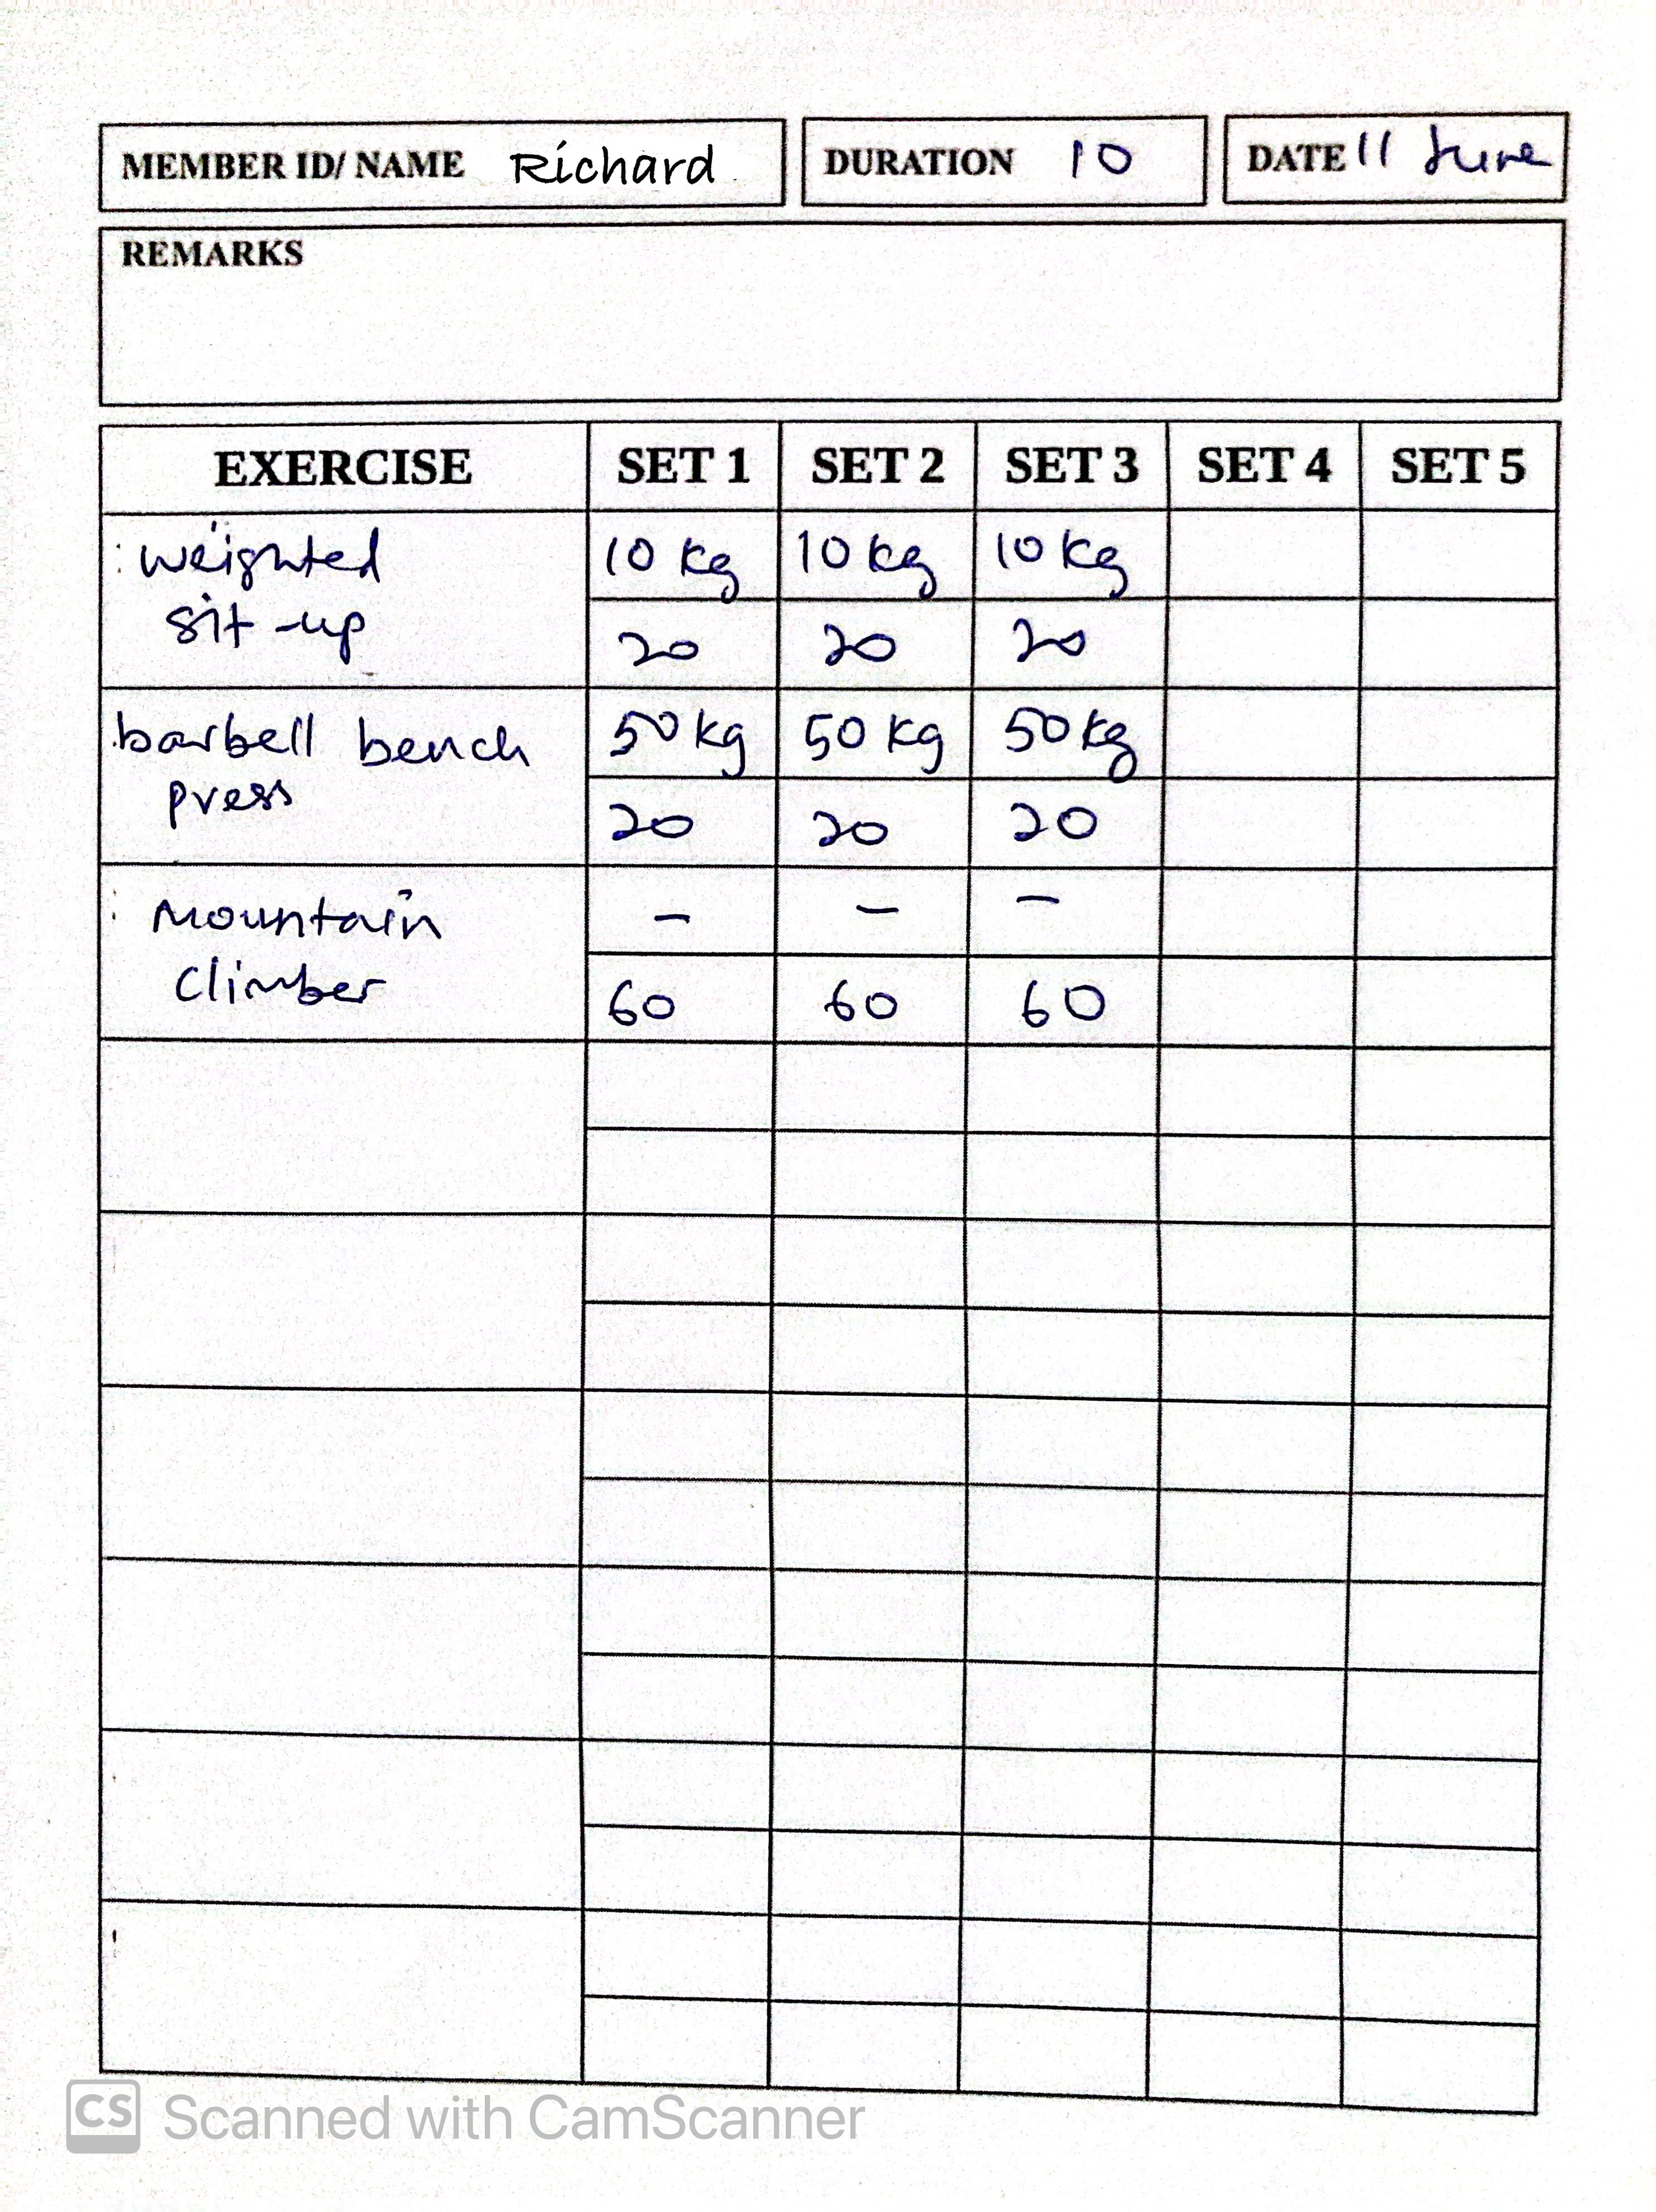 MEMBER ID/ NAME Richard
DURATION 10
DATE 11 June
REMARKS
EXERCISE SET 1 SET 2 SET 3 SET 4 SET 5
weighted 10 kg 10 kg 10 kg
sit-up 20 20 20
barbell bench 50 kg 50 kg 50 kg
press 20 20 20
Mountain - - -
Climber 60 60 60
CS Scanned with CamScanner